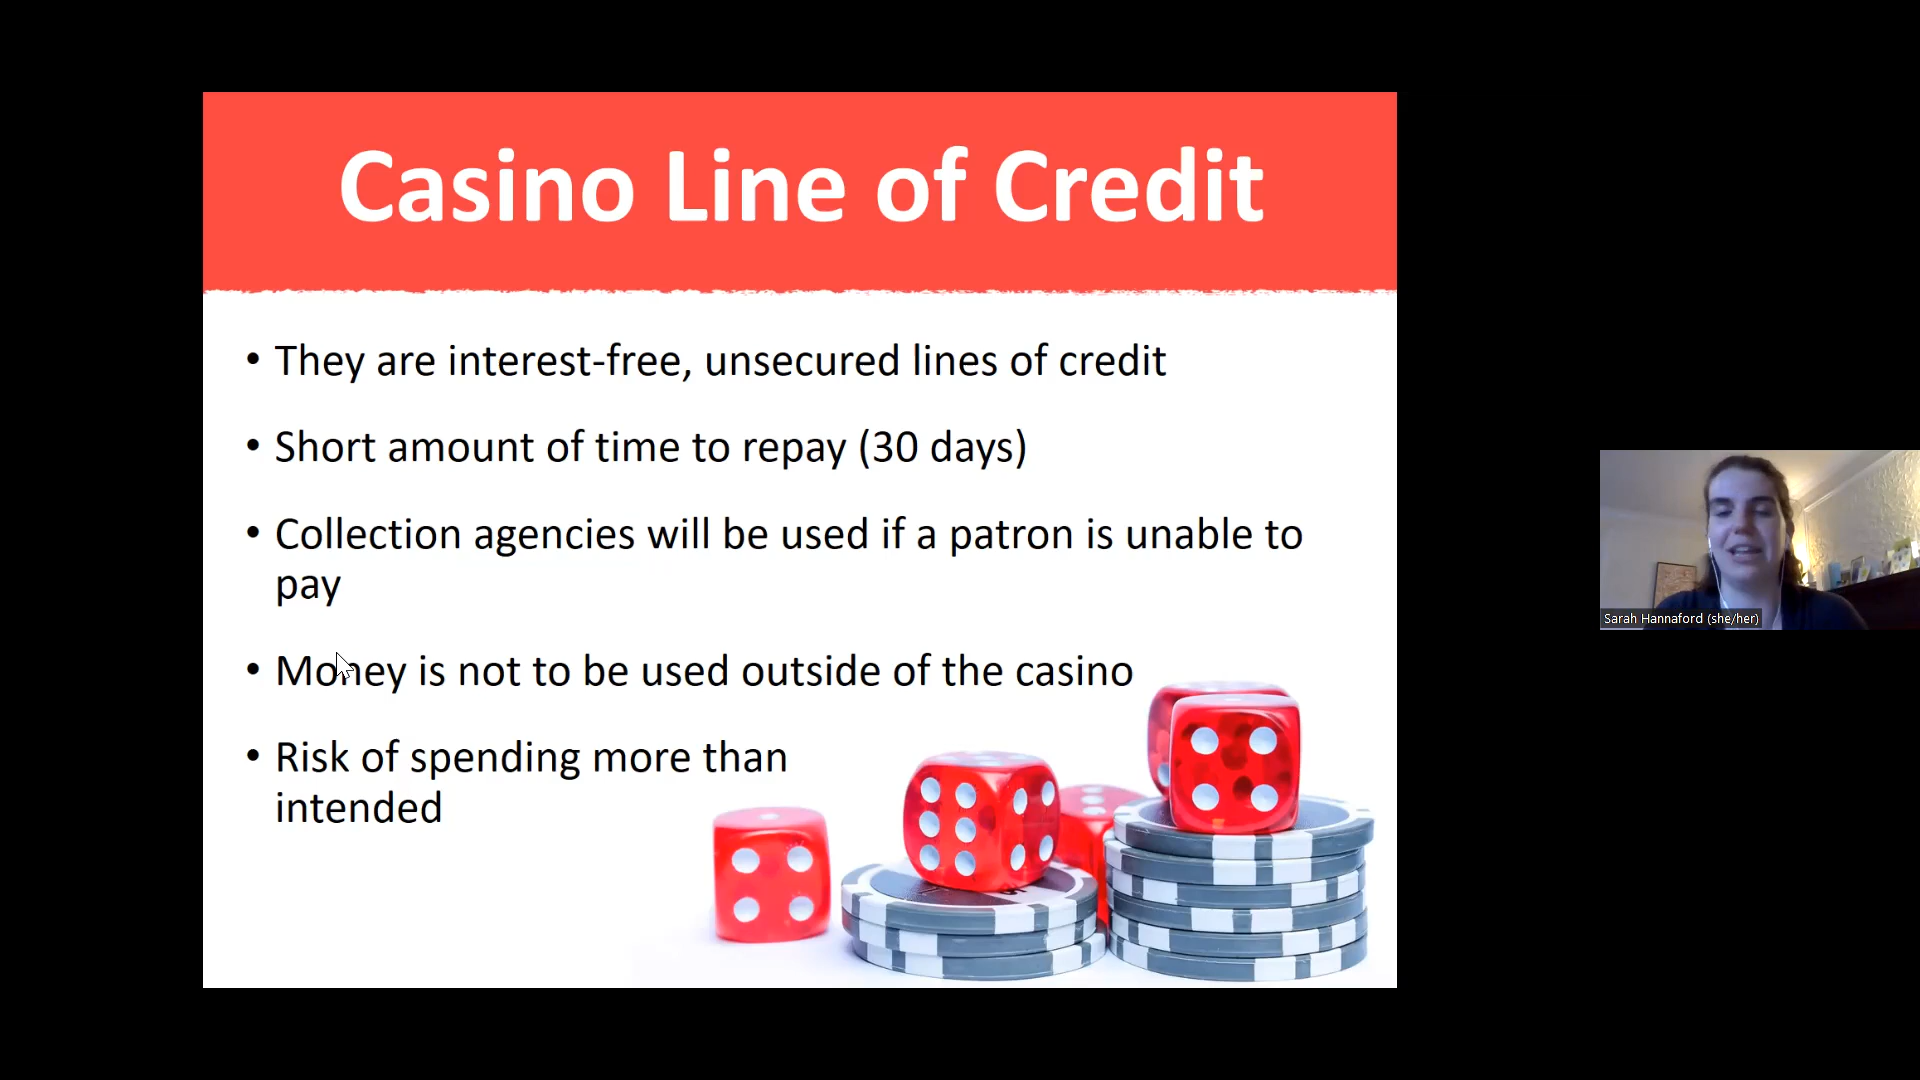 Casino Line of Credit
• They are interest-free, unsecured lines of credit
• Short amount of time to repay (30 days)
• Collection agencies will be used if a patron is unable to
pay
• Money is not to be used outside of the casino
• Risk of spending more than
intended
Sarah Hannaford (she/her)